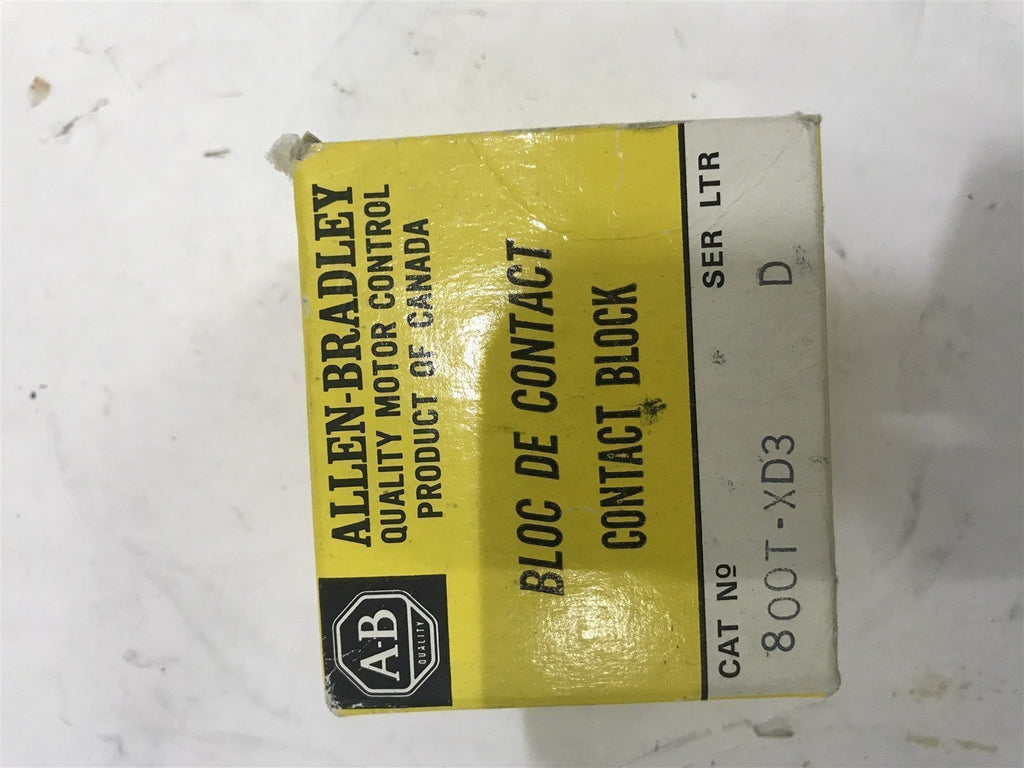 A-B
QUALITY
ALLEN-BRADLEY
QUALITY MOTOR CONTROL
PRODUCT OF CANADA
BLOC DE CONTACT
CONTACT BLOCK
CAT Nº SER LTR
800T-XD3 D